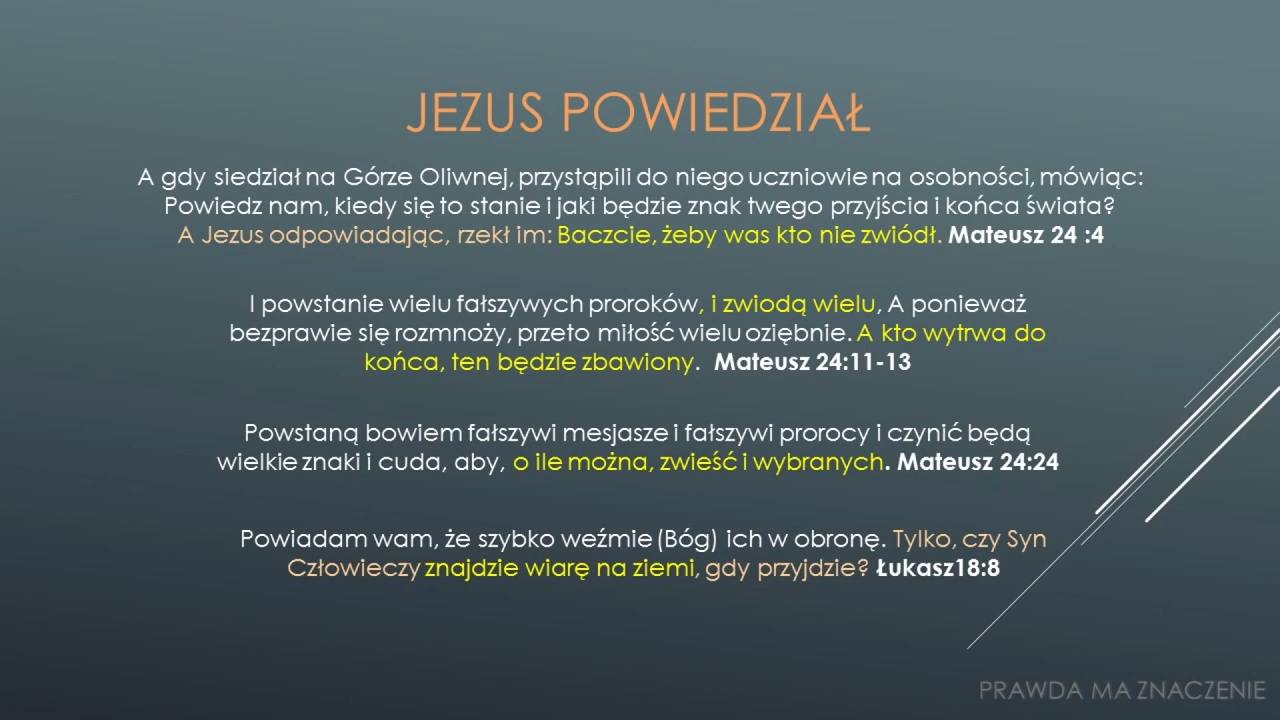 JEZUS POWIEDZIAŁ
A gdy siedział na Górze Oliwnej, przystąpili do niego uczniowie na osobności, mówiąc:
Powiedz nam, kiedy się to stanie i jaki będzie znak twego przyjścia i końca świata?
A Jezus odpowiadając, rzekł im: Baczcie, żeby was kto nie zwiódł. Mateusz 24 :4
I powstanie wielu fałszywych proroków, i zwiodą wielu, A ponieważ
bezprawie się rozmnoży, przeto miłość wielu oziębnie. A kto wytrwa do
końca, ten będzie zbawiony. Mateusz 24:11-13
Powstaną bowiem fałszywi mesjasze i fałszywi prorocy i czynić będą
wielkie znaki i cuda, aby, o ile można, zwieść i wybranych. Mateusz 24:24
Powiadam wam, że szybko weźmie (Bóg) ich w obronę. Tylko, czy Syn
Człowieczy znajdzie wiarę na ziemi, gdy przyjdzie? Łukasz18:8
PRAWDA MA ZNACZENIE